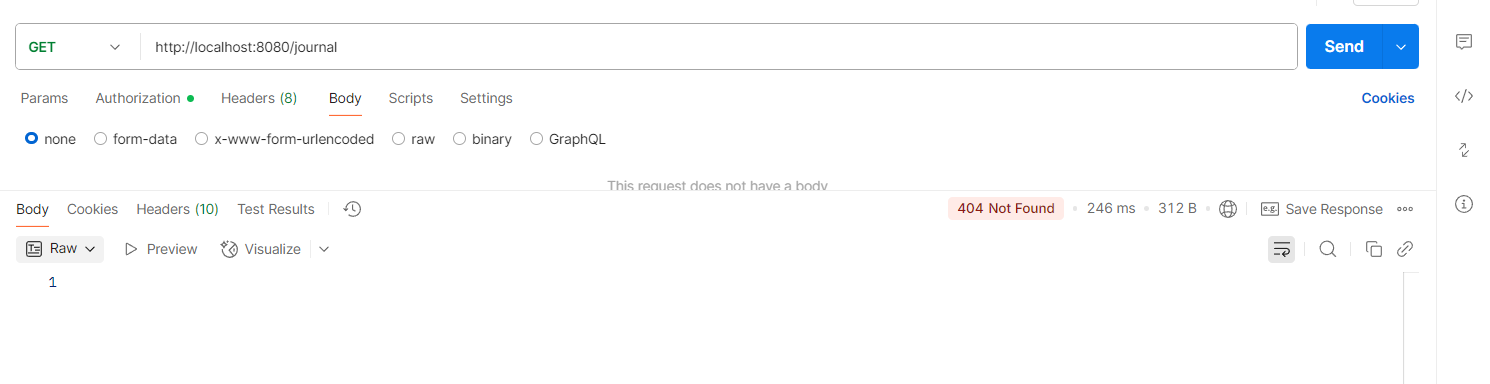 GET http://localhost:8080/journal Send
Params Authorization Headers (8) Body Scripts Settings Cookies
none form-data x-www-form-urlencoded raw binary GraphQL
This request does not have a body
Body Cookies Headers (10) Test Results 404 Not Found 246 ms 312 B e.g. Save Response
Raw Preview Visualize
1